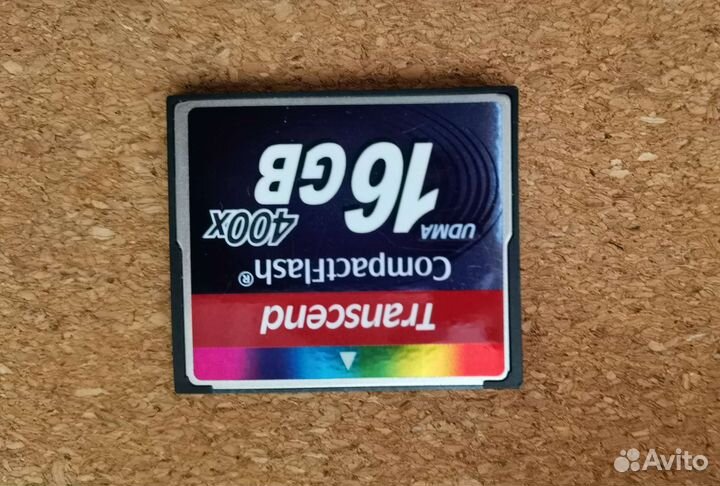 Transcend
CompactFlash®
UDMA 400X
16GB
Avito